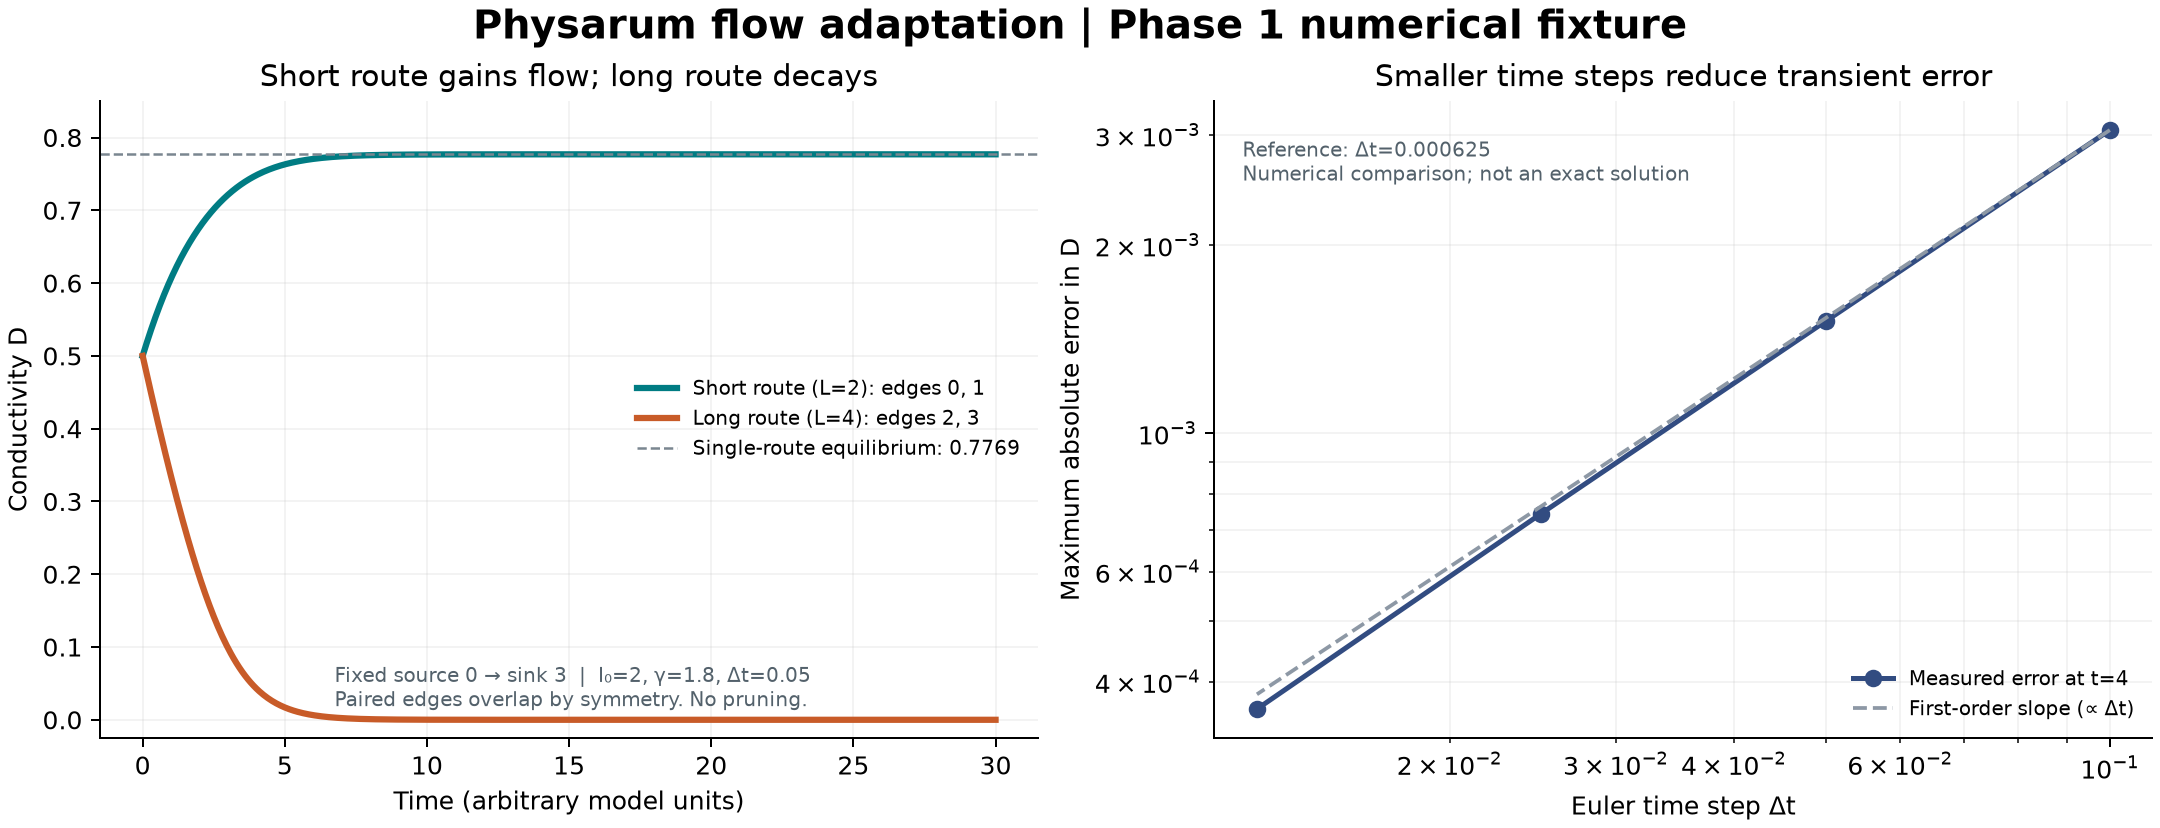 Physarum flow adaptation | Phase 1 numerical fixture
Short route gains flow; long route decays
Conductivity D
0.8
0.7
0.6
0.5
0.4
0.3
0.2
0.1
0.0
Short route (L=2): edges 0, 1
Long route (L=4): edges 2, 3
Single-route equilibrium: 0.7769
Fixed source 0 → sink 3 | I₀=2, γ=1.8, Δt=0.05
Paired edges overlap by symmetry. No pruning.
0 5 10 15 20 25 30
Time (arbitrary model units)
Smaller time steps reduce transient error
Maximum absolute error in D
3 × 10⁻³
2 × 10⁻³
10⁻³
6 × 10⁻⁴
4 × 10⁻⁴
Reference: Δt=0.000625
Numerical comparison; not an exact solution
Measured error at t=4
First-order slope (∝ Δt)
2 × 10⁻² 3 × 10⁻² 4 × 10⁻² 6 × 10⁻² 10⁻¹
Euler time step Δt